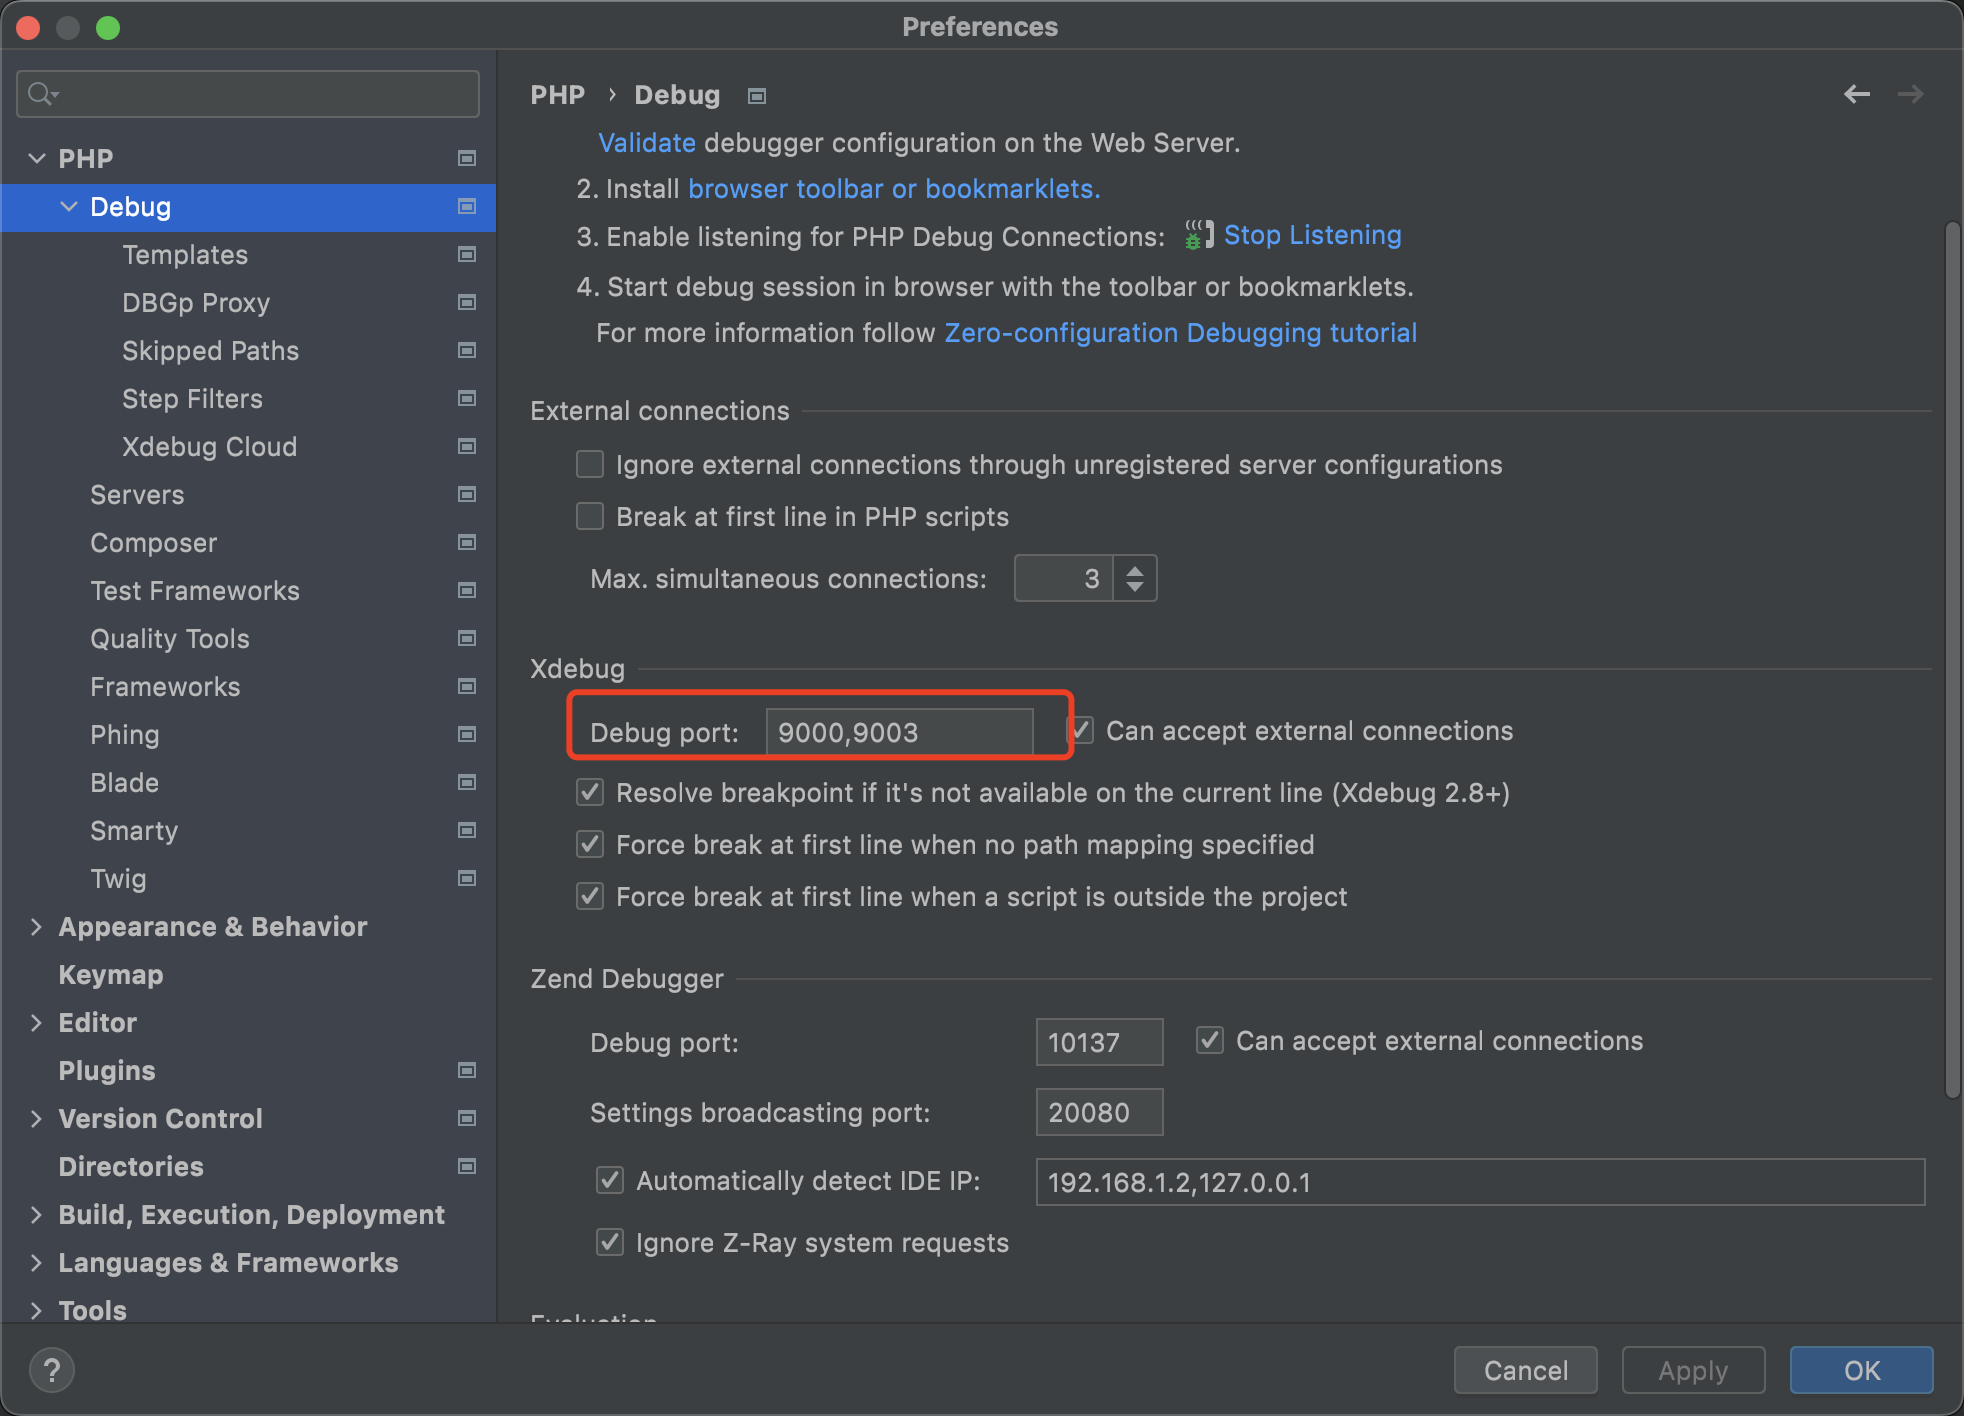 Preferences
PHP
Debug
Templates
DBGp Proxy
Skipped Paths
Step Filters
Xdebug Cloud
Servers
Composer
Test Frameworks
Quality Tools
Frameworks
Phing
Blade
Smarty
Twig
Appearance & Behavior
Keymap
Editor
Plugins
Version Control
Directories
Build, Execution, Deployment
Languages & Frameworks
Tools
PHP › Debug
Validate debugger configuration on the Web Server.
2. Install browser toolbar or bookmarklets.
3. Enable listening for PHP Debug Connections: Stop Listening
4. Start debug session in browser with the toolbar or bookmarklets.
For more information follow Zero-configuration Debugging tutorial
External connections
Ignore external connections through unregistered server configurations
Break at first line in PHP scripts
Max. simultaneous connections: 3
Xdebug
Debug port: 9000,9003 Can accept external connections
Resolve breakpoint if it's not available on the current line (Xdebug 2.8+)
Force break at first line when no path mapping specified
Force break at first line when a script is outside the project
Zend Debugger
Debug port: 10137 Can accept external connections
Settings broadcasting port: 20080
Automatically detect IDE IP: 192.168.1.2,127.0.0.1
Ignore Z-Ray system requests
Evaluation
? Cancel Apply OK